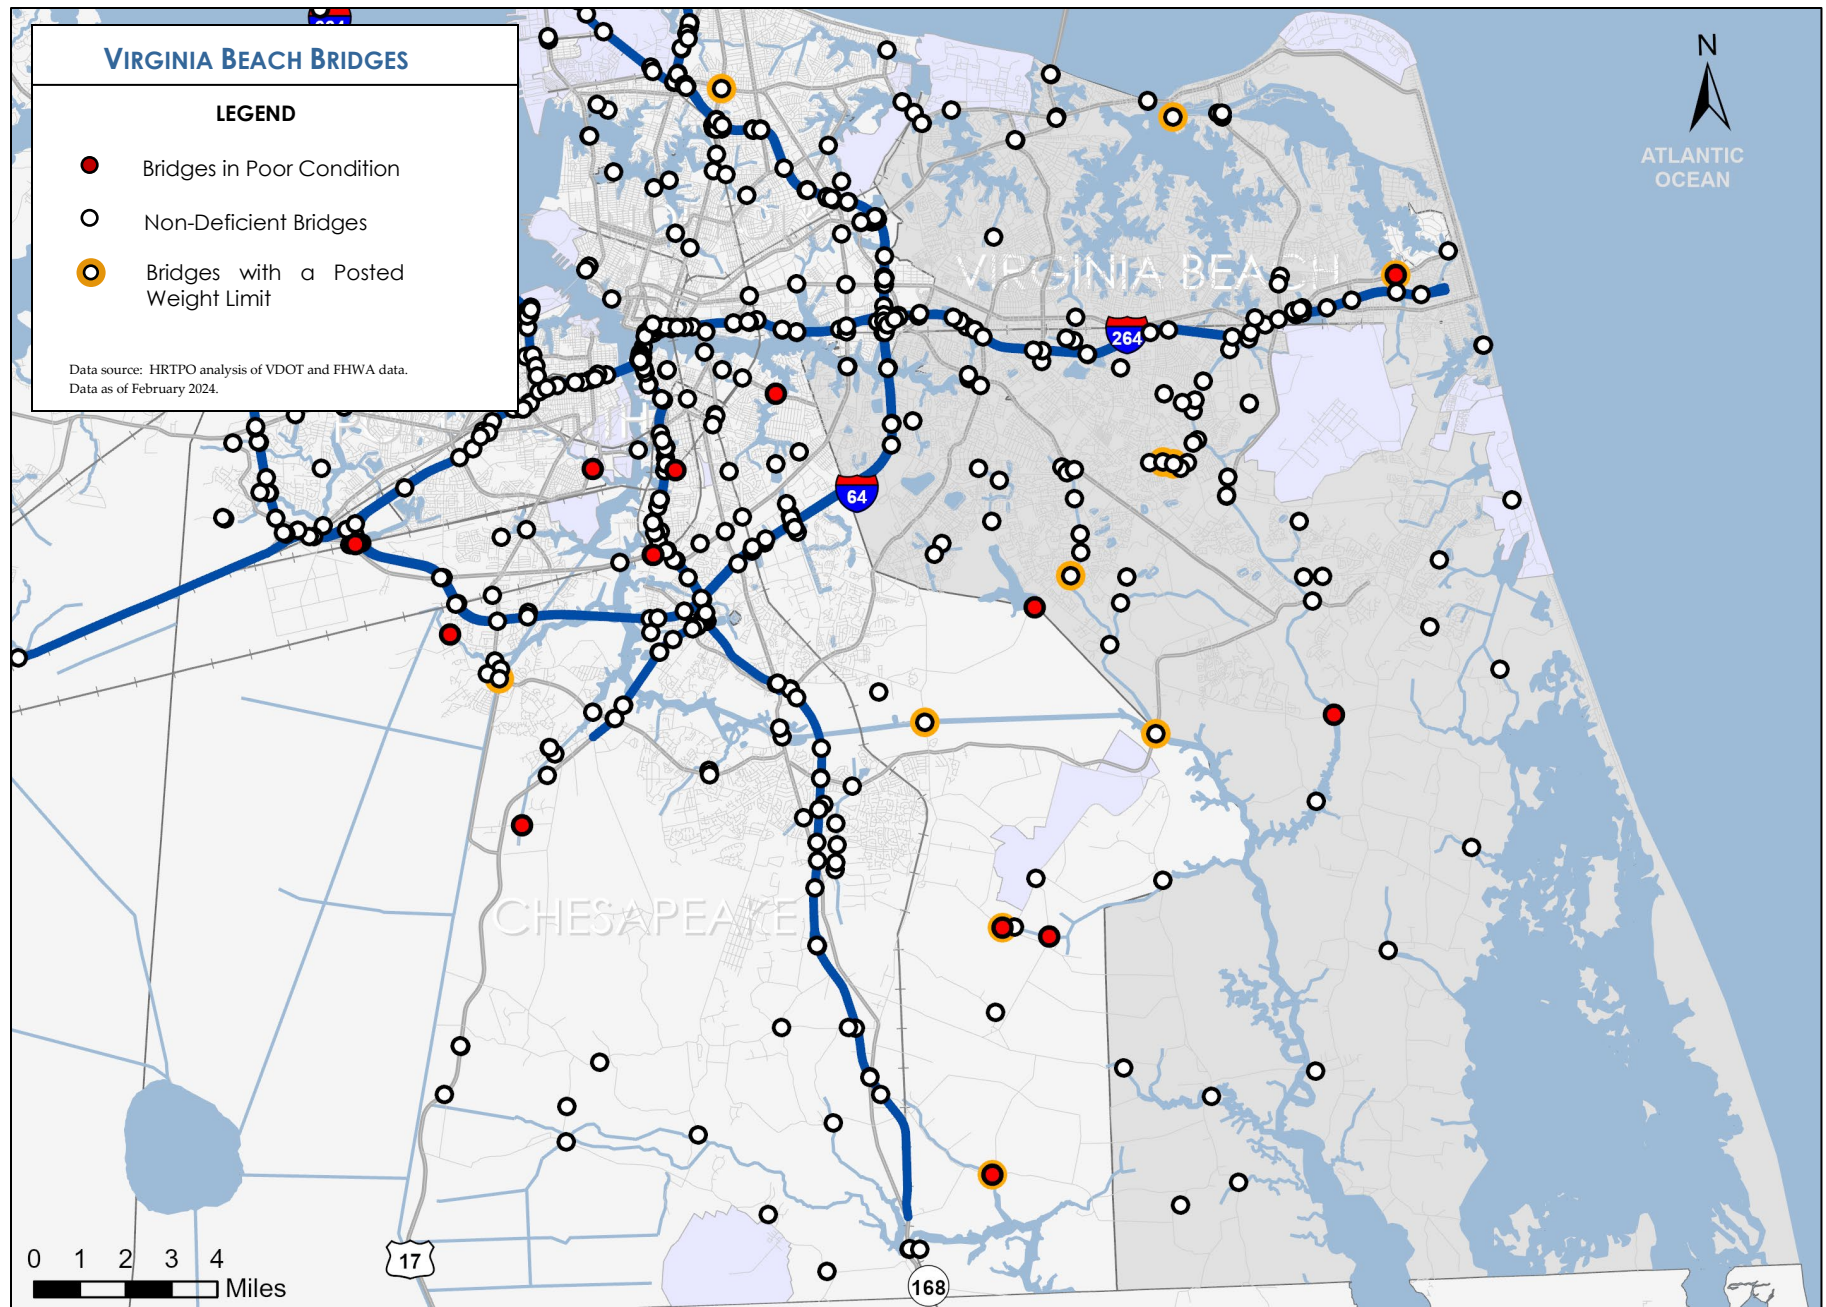 VIRGINIA BEACH BRIDGES
LEGEND
Bridges in Poor Condition
Non-Deficient Bridges
Bridges with a Posted
Weight Limit
Data source: HRTPO analysis of VDOT and FHWA data.
Data as of February 2024.
N
ATLANTIC
OCEAN
VIRGINIA BEACH
264
64
CHESAPEAKE
0 1 2 3 4
Miles
17
168